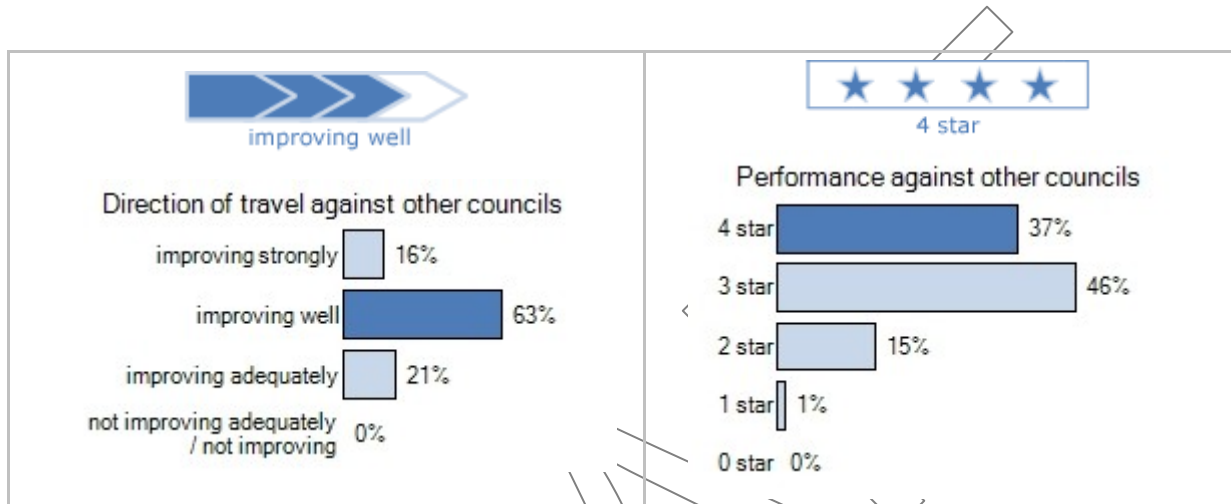 improving well
Direction of travel against other councils
improving strongly 16%
improving well 63%
improving adequately 21%
not improving adequately
/ not improving 0%
4 star
Performance against other councils
4 star 37%
3 star 46%
2 star 15%
1 star 1%
0 star 0%